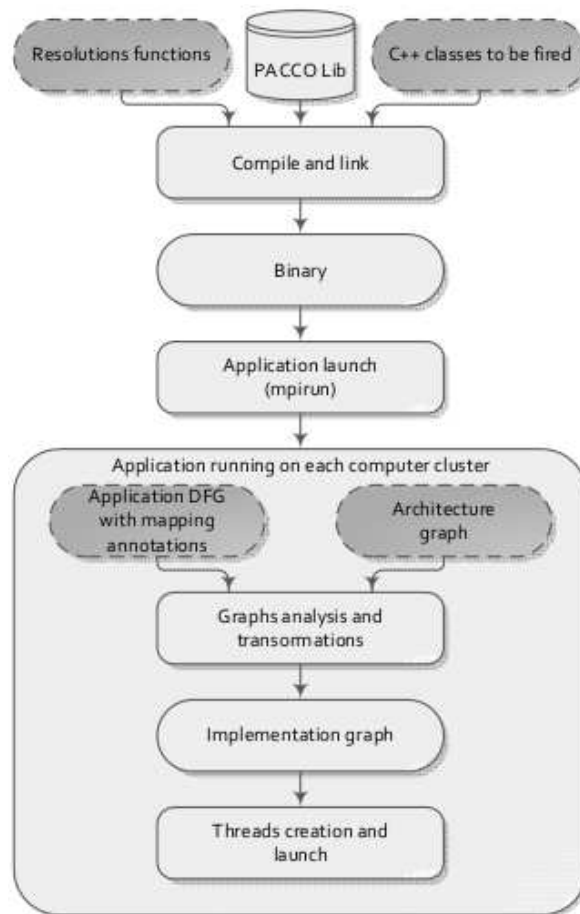 Resolutions functions
PACCO Lib
C++ classes to be fired
Compile and link
Binary
Application launch
(mpirun)
Application running on each computer cluster
Application DFG
with mapping
annotations
Architecture
graph
Graphs analysis and
transormations
Implementation graph
Threads creation and
launch